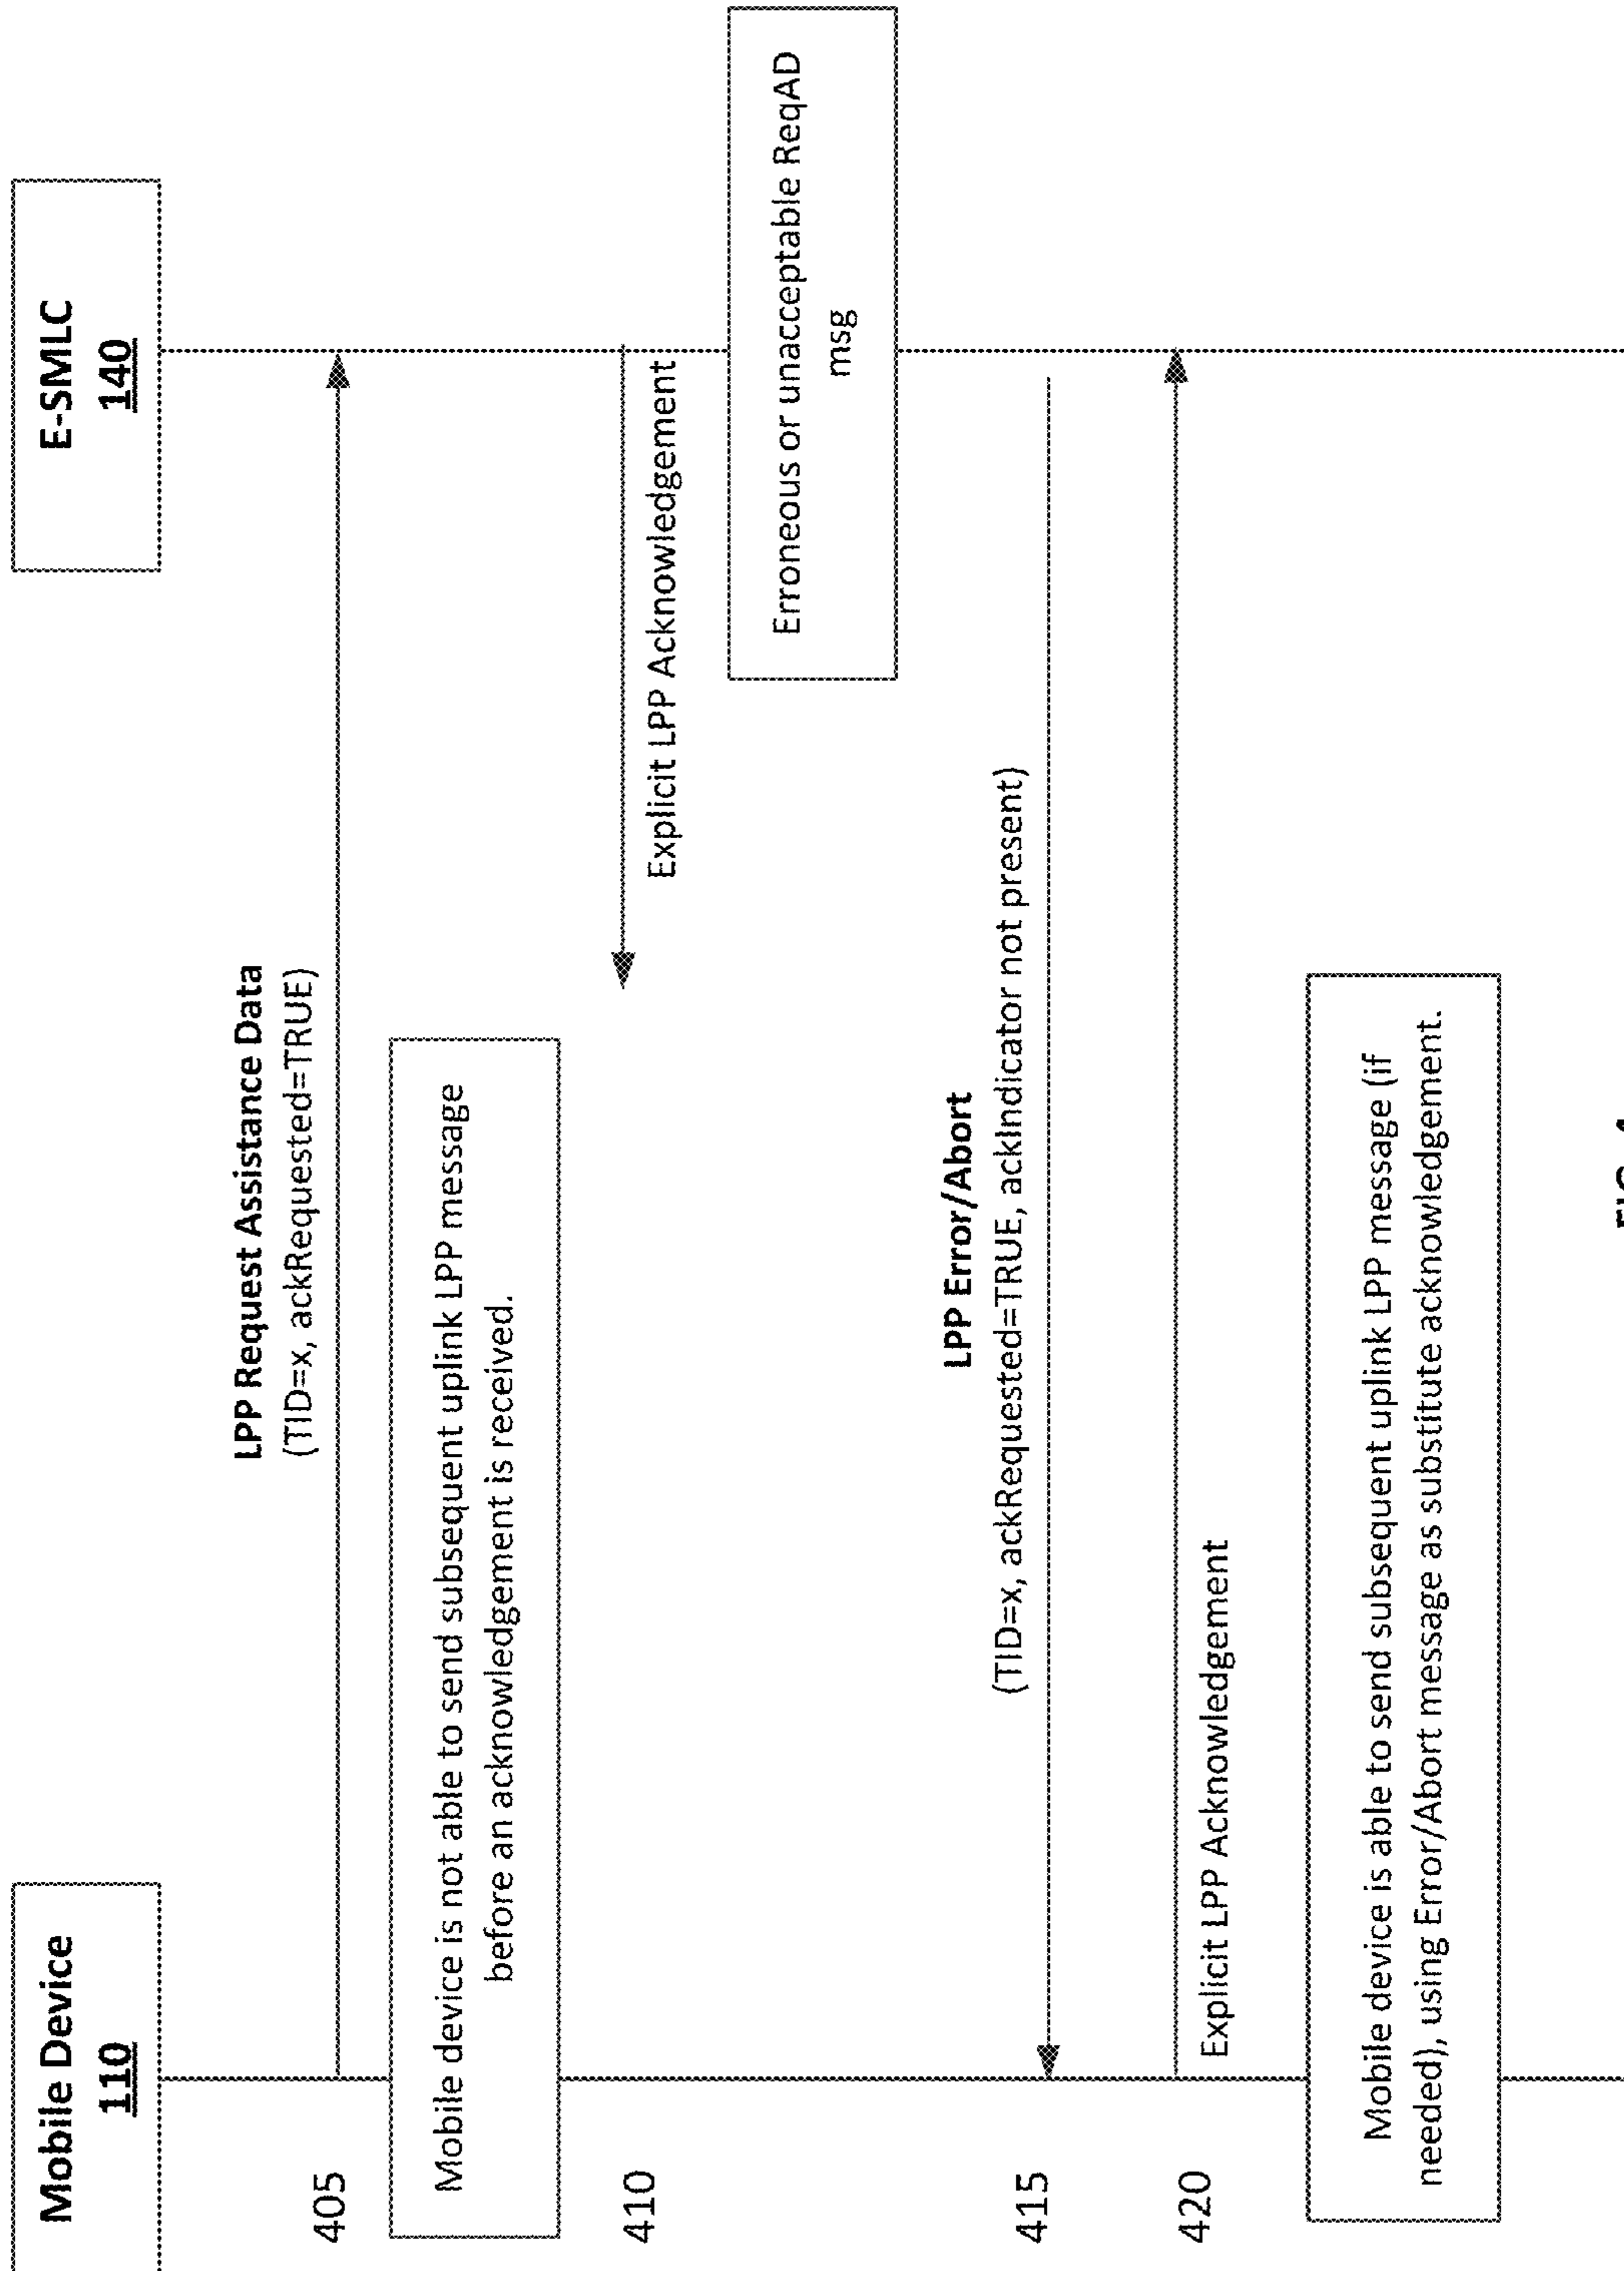 Mobile Device
110
E-SMLC
140
LPP Request Assistance Data
(TID=x, ackRequested=TRUE)
405
Mobile device is not able to send subsequent uplink LPP message
before an acknowledgement is received.
410
Explicit LPP Acknowledgement
Erroneous or unacceptable ReqAD
msg
LPP Error/Abort
(TID=x, ackRequested=TRUE, ackIndicator not present)
415
420
Explicit LPP Acknowledgement
Mobile device is able to send subsequent uplink LPP message (if
needed), using Error/Abort message as substitute acknowledgement.